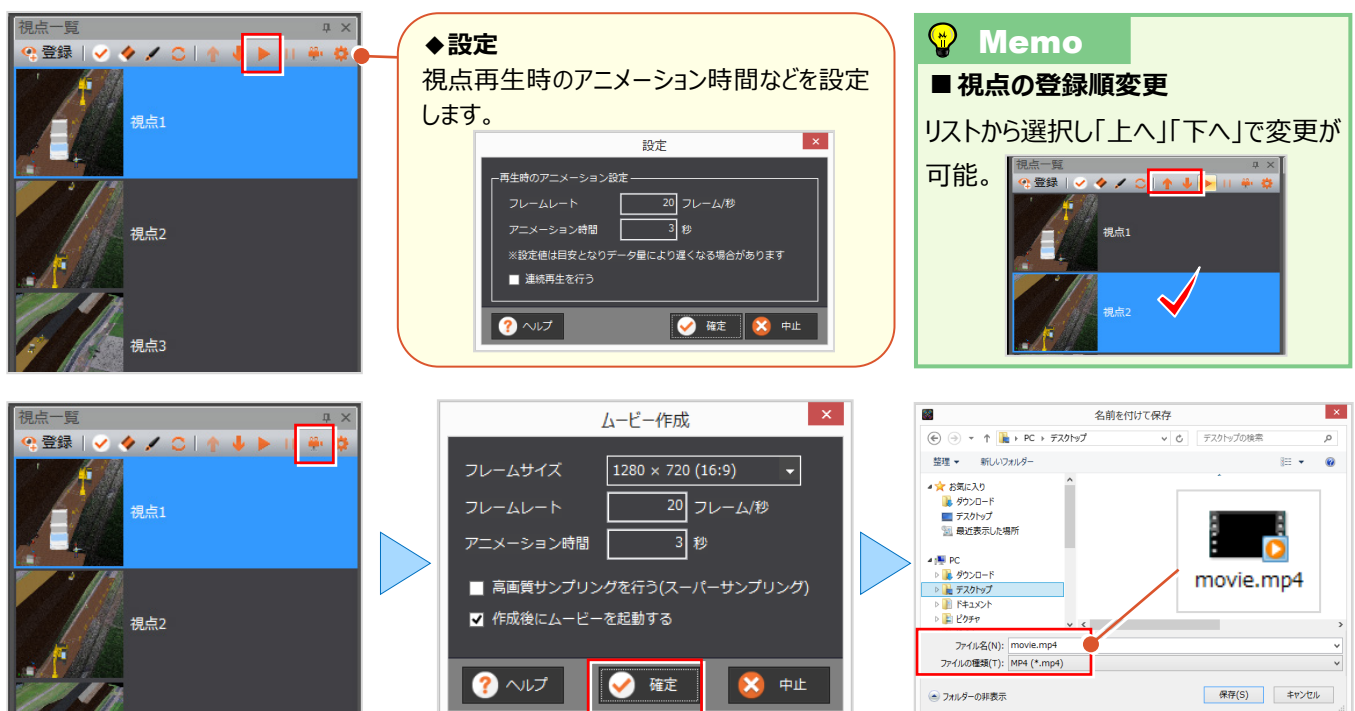 視点一覧
登録
視点1
視点2
視点3
◆設定
視点再生時のアニメーション時間などを設定
します。
設定
再生時のアニメーション設定
フレームレート 20 フレーム/秒
アニメーション時間 3 秒
※設定値は目安となりデータ量により遅くなる場合があります
連続再生を行う
ヘルプ 確定 中止
Memo
■視点の登録順変更
リストから選択し「上へ」「下へ」で変更が
可能。
視点一覧
登録
視点1
視点2
視点一覧
登録
視点1
視点2
ムービー作成
フレームサイズ 1280 × 720 (16:9)
フレームレート 20 フレーム/秒
アニメーション時間 3 秒
高画質サンプリングを行う(スーパーサンプリング)
作成後にムービーを起動する
ヘルプ 確定 中止
名前を付けて保存
PC デスクトップ デスクトップの検索
整理 新しいフォルダー
お気に入り
ダウンロード
デスクトップ
最近表示した場所
PC
ダウンロード
デスクトップ
ドキュメント
ピクチャ
movie.mp4
ファイル名(N): movie.mp4
ファイルの種類(T): MP4 (*.mp4)
フォルダーの非表示 保存(S) キャンセル